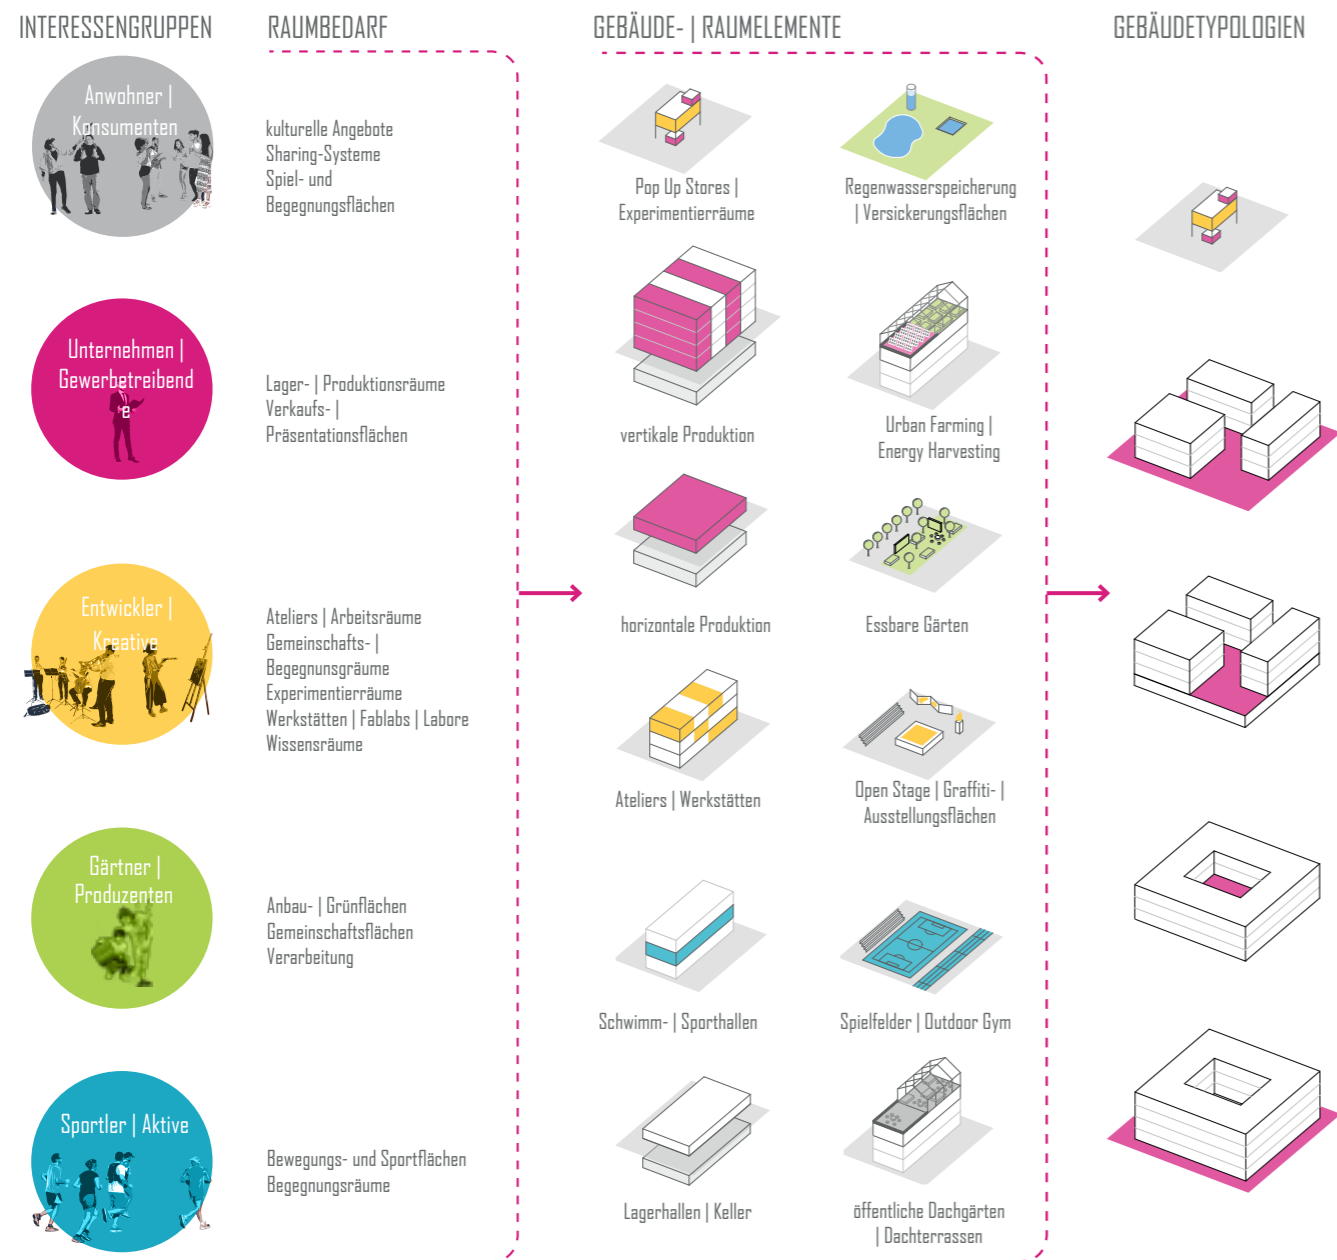 INTERESSENGRUPPEN
RAUMBEDARF
GEBÄUDE- | RAUMELEMENTE
GEBÄUDETYPOLOGIEN
Anwohner |
Konsumenten
kulturelle Angebote
Sharing-Systeme
Spiel- und
Begegnungsflächen
Unternehmen |
Gewerbetreibend
e
Lager- | Produktionsräume
Verkaufs- |
Präsentationsflächen
Entwickler |
Kreative
Ateliers | Arbeitsräume
Gemeinschafts- |
Begegnunsgräume
Experimentierräume
Werkstätten | Fablabs | Labore
Wissensräume
Gärtner |
Produzenten
Anbau- | Grünflächen
Gemeinschaftsflächen
Verarbeitung
Sportler | Aktive
Bewegungs- und Sportflächen
Begegnungsräume
Pop Up Stores |
Experimentierräume
Regenwasserspeicherung
| Versickerungsflächen
vertikale Produktion
Urban Farming |
Energy Harvesting
horizontale Produktion
Essbare Gärten
Ateliers | Werkstätten
Open Stage | Graffiti- |
Ausstellungsflächen
Schwimm- | Sporthallen
Spielfelder | Outdoor Gym
Lagerhallen | Keller
öffentliche Dachgärten
| Dachterrassen